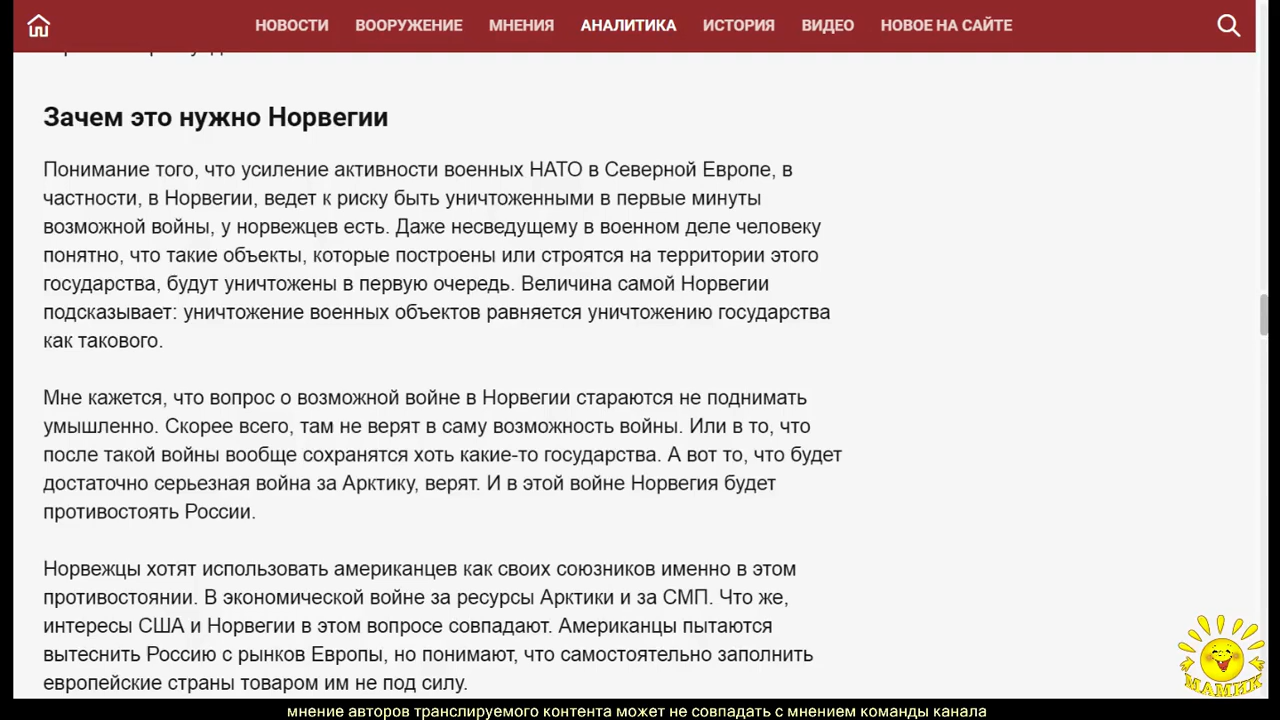 НОВОСТИ ВООРУЖЕНИЕ МНЕНИЯ АНАЛИТИКА ИСТОРИЯ ВИДЕО НОВОЕ НА САЙТЕ
Зачем это нужно Норвегии
Понимание того, что усиление активности военных НАТО в Северной Европе, в
частности, в Норвегии, ведет к риску быть уничтоженными в первые минуты
возможной войны, у норвежцев есть. Даже несведущему в военном деле человеку
понятно, что такие объекты, которые построены или строятся на территории этого
государства, будут уничтожены в первую очередь. Величина самой Норвегии
подсказывает: уничтожение военных объектов равняется уничтожению государства
как такового.
Мне кажется, что вопрос о возможной войне в Норвегии стараются не поднимать
умышленно. Скорее всего, там не верят в саму возможность войны. Или в то, что
после такой войны вообще сохранятся хоть какие-то государства. А вот то, что будет
достаточно серьезная война за Арктику, верят. И в этой войне Норвегия будет
противостоять России.
Норвежцы хотят использовать американцев как своих союзников именно в этом
противостоянии. В экономической войне за ресурсы Арктики и за СМП. Что же,
интересы США и Норвегии в этом вопросе совпадают. Американцы пытаются
вытеснить Россию с рынков Европы, но понимают, что самостоятельно заполнить
европейские страны товаром им не под силу.
МАМИК
мнение авторов транслируемого контента может не совпадать с мнением команды канала